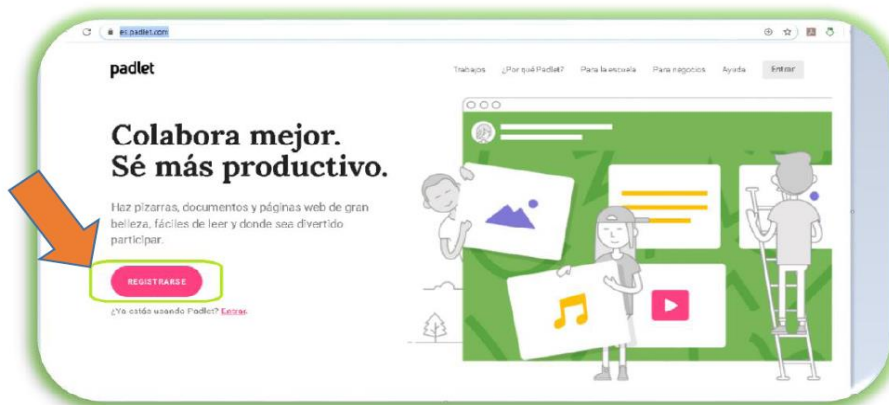 es.padlet.com
padlet
Trabajos ¿Por qué Padlet? Para la escuela Para negocios Ayuda Entrar
Colabora mejor.
Sé más productivo.
Haz pizarras, documentos y páginas web de gran
belleza, fáciles de leer y donde sea divertido
participar.
REGISTRARSE
¿Ya estás usando Padlet? Entrar.